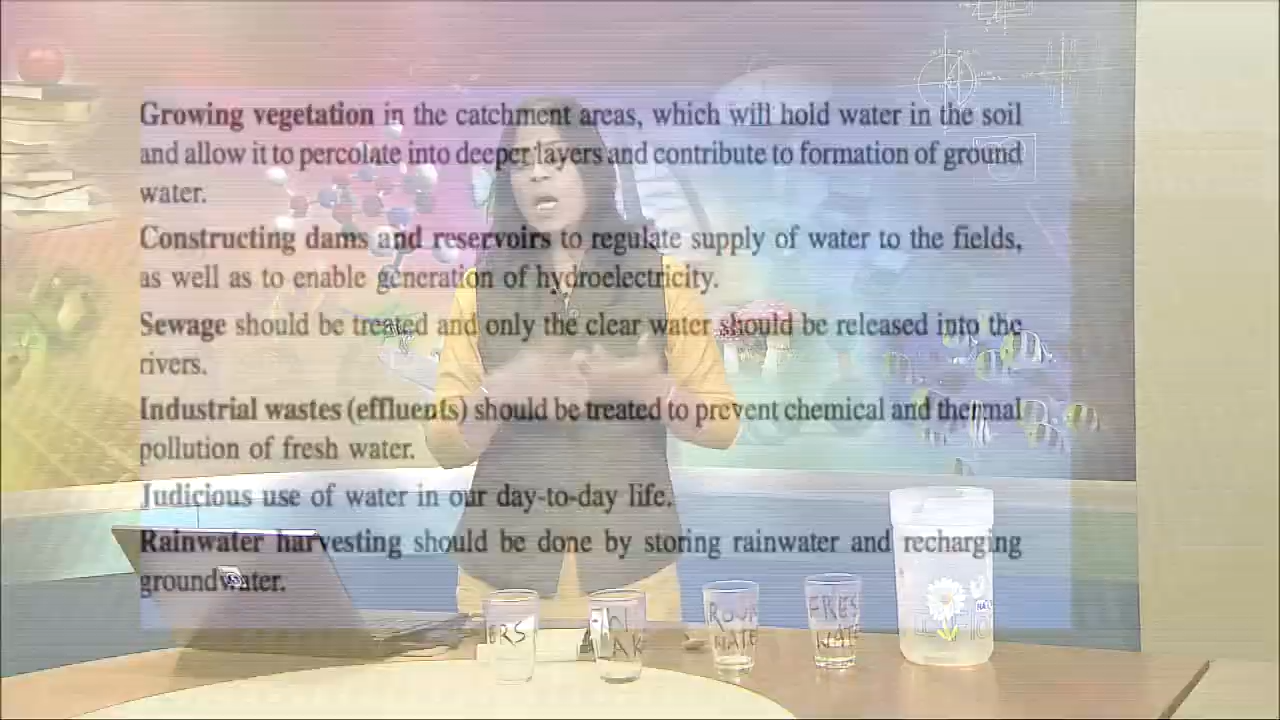 Growing vegetation in the catchment areas, which will hold water in the soil
and allow it to percolate into deeper layers and contribute to formation of ground
water.
Constructing dams and reservoirs to regulate supply of water to the fields,
as well as to enable generation of hydroelectricity.
Sewage should be treated and only the clear water should be released into the
rivers.
Industrial wastes (effluents) should be treated to prevent chemical and thermal
pollution of fresh water.
Judicious use of water in our day-to-day life.
Rainwater harvesting should be done by storing rainwater and recharging
groundwater.
ERS
AK
FRES
WATE